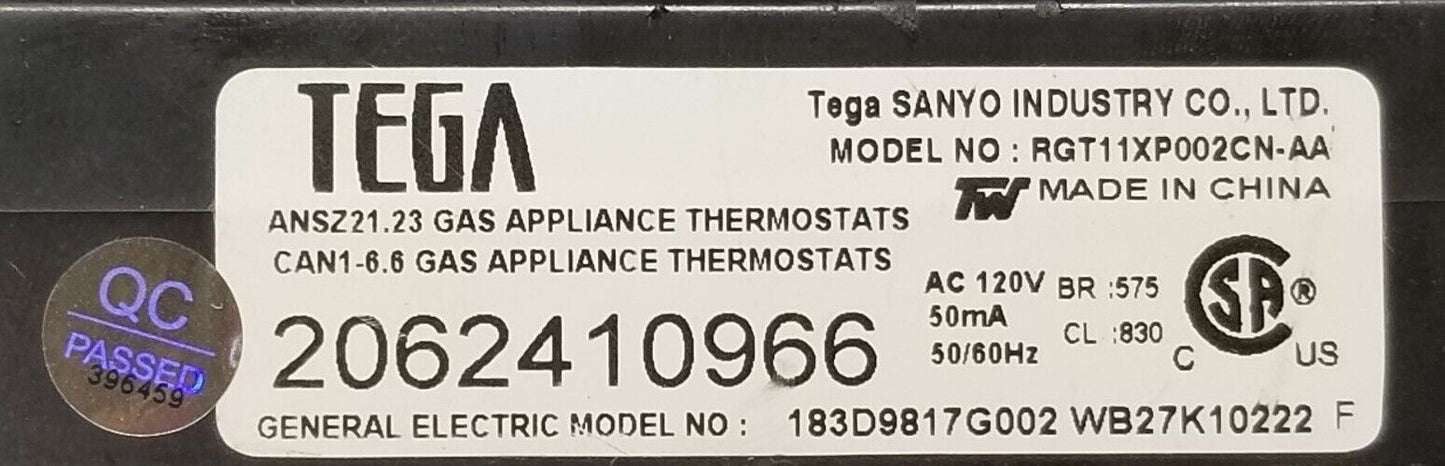 TEGA
Tega SANYO INDUSTRY CO., LTD.
MODEL NO : RGT11XP002CN-AA
TW MADE IN CHINA
ANSZ21.23 GAS APPLIANCE THERMOSTATS
CAN1-6.6 GAS APPLIANCE THERMOSTATS
2062410966
AC 120V BR :575
50mA
CL :830
50/60Hz
C SA ® US
GENERAL ELECTRIC MODEL NO : 183D9817G002 WB27K10222 F
QC
PASSED
396459